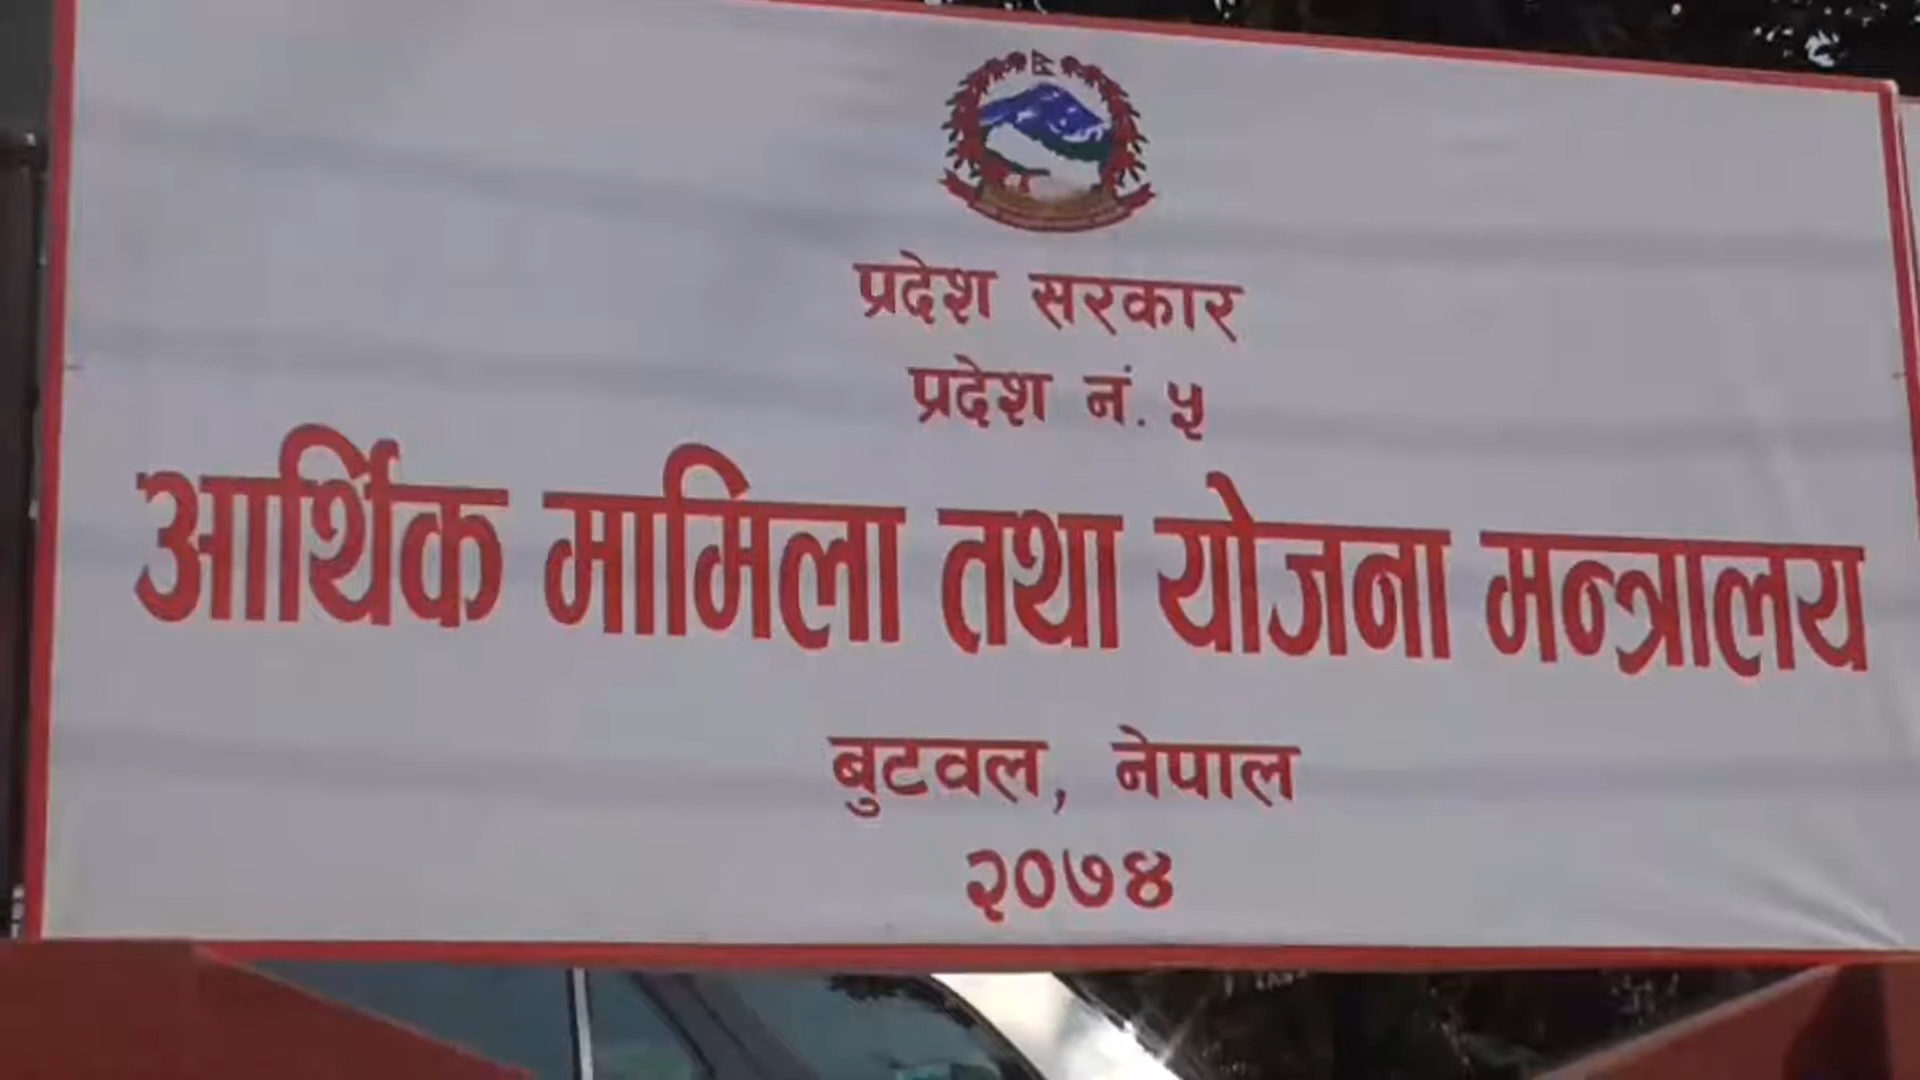 प्रदेश सरकार
प्रदेश नं. ५
आर्थिक मामिला तथा योजना मन्त्रालय
बुटवल, नेपाल
२०७४